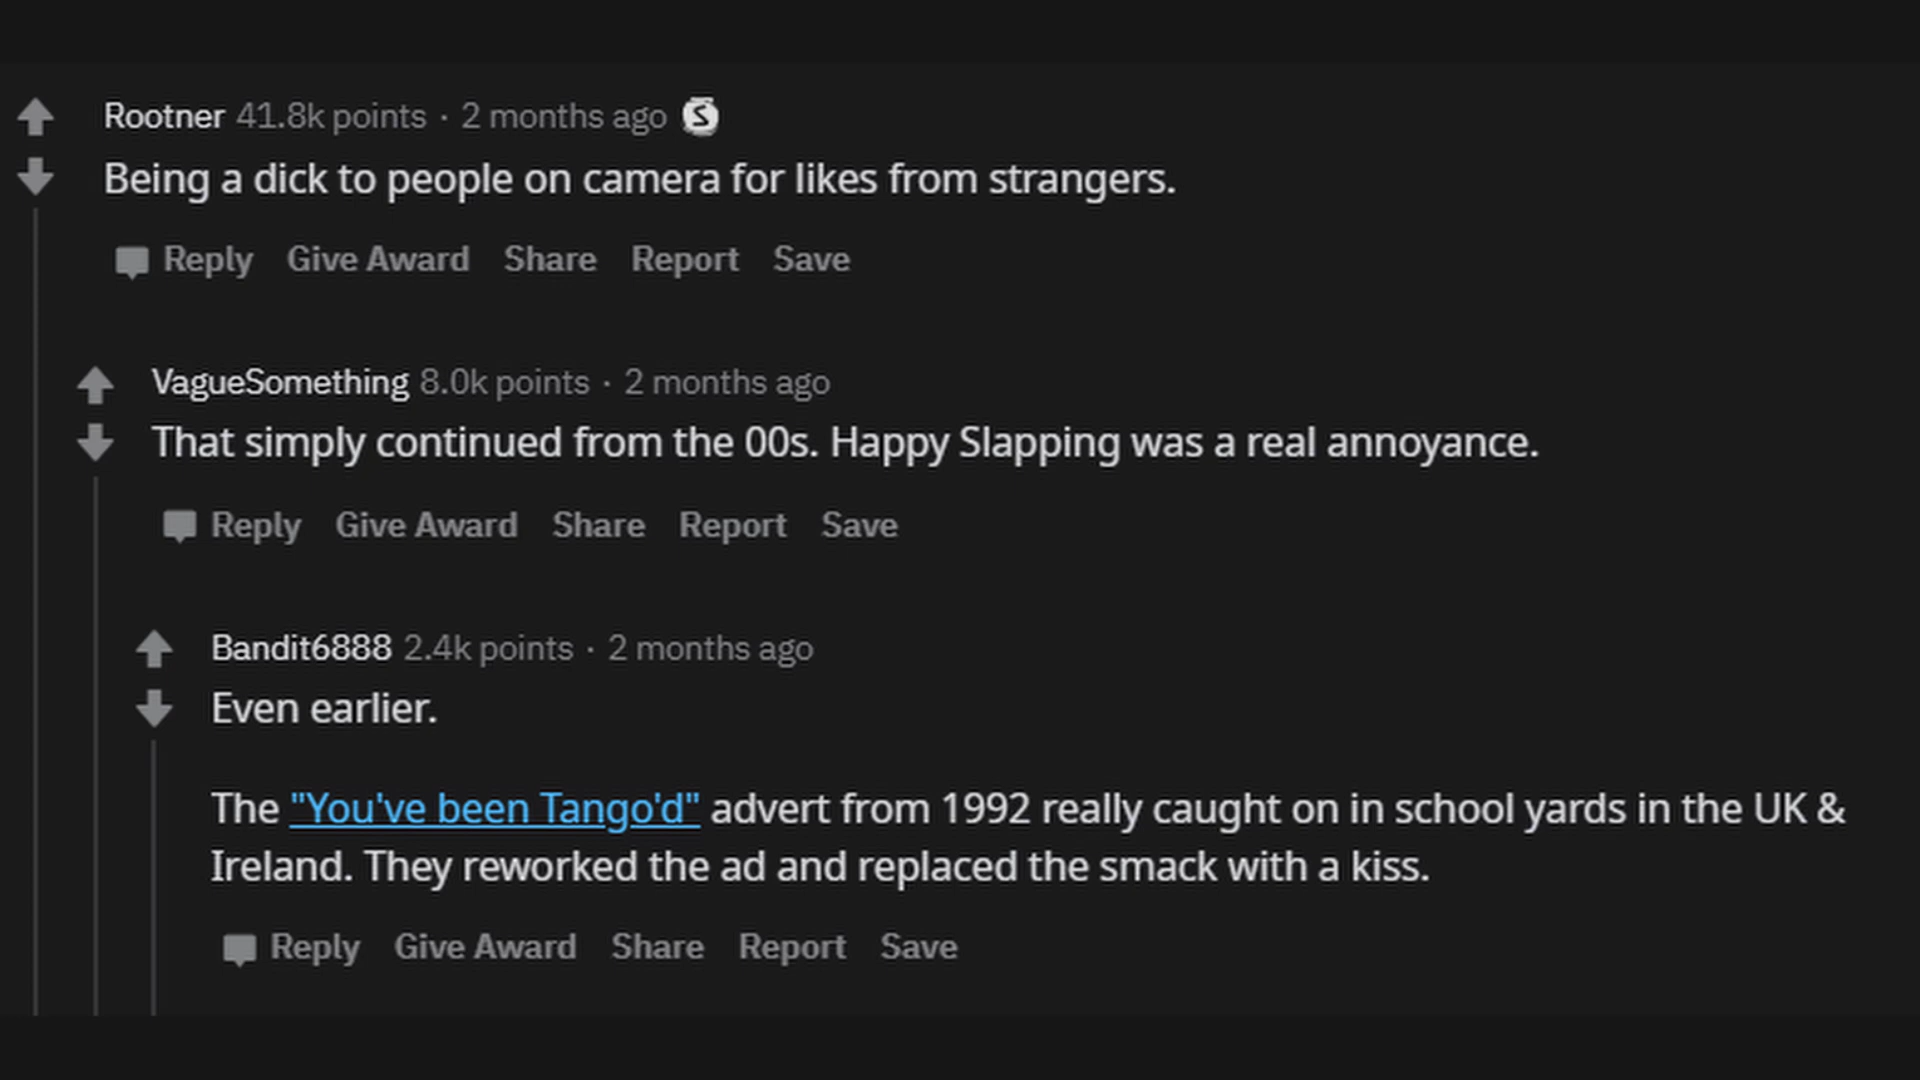 Rootner 41.8k points · 2 months ago S
Being a dick to people on camera for likes from strangers.
Reply Give Award Share Report Save
VagueSomething 8.0k points · 2 months ago
That simply continued from the 00s. Happy Slapping was a real annoyance.
Reply Give Award Share Report Save
Bandit6888 2.4k points · 2 months ago
Even earlier.
The "You've been Tango'd" advert from 1992 really caught on in school yards in the UK &
Ireland. They reworked the ad and replaced the smack with a kiss.
Reply Give Award Share Report Save